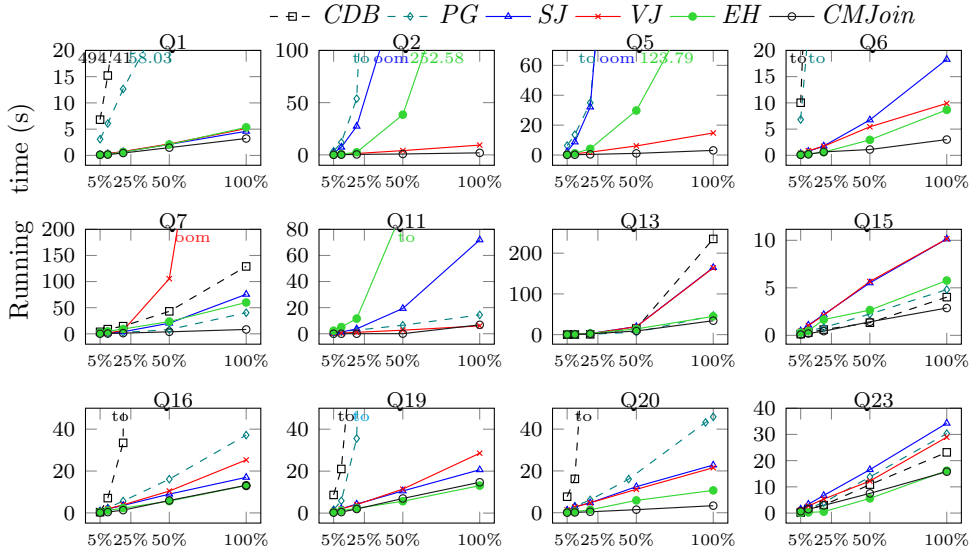 CDB PG SJ VJ EH CMJoin
Running time (s)
Q1 Q2 Q5 Q6
20 15 10 5 0
494.41 58.03
5% 25% 50% 100%
100 50 0
to oom 252.58
5% 25% 50% 100%
60 40 20 0
to oom 123.79
5% 25% 50% 100%
20 15 10 5 0
to to
5% 25% 50% 100%
Q7 Q11 Q13 Q15
200 150 100 50 0
oom
5% 25% 50% 100%
80 60 40 20 0
to
5% 25% 50% 100%
200 100 0
5% 25% 50% 100%
10 5 0
5% 25% 50% 100%
Q16 Q19 Q20 Q23
40 20 0
to
5% 25% 50% 100%
40 20 0
to to
5% 25% 50% 100%
40 20 0
to
5% 25% 50% 100%
40 30 20 10 0
5% 25% 50% 100%